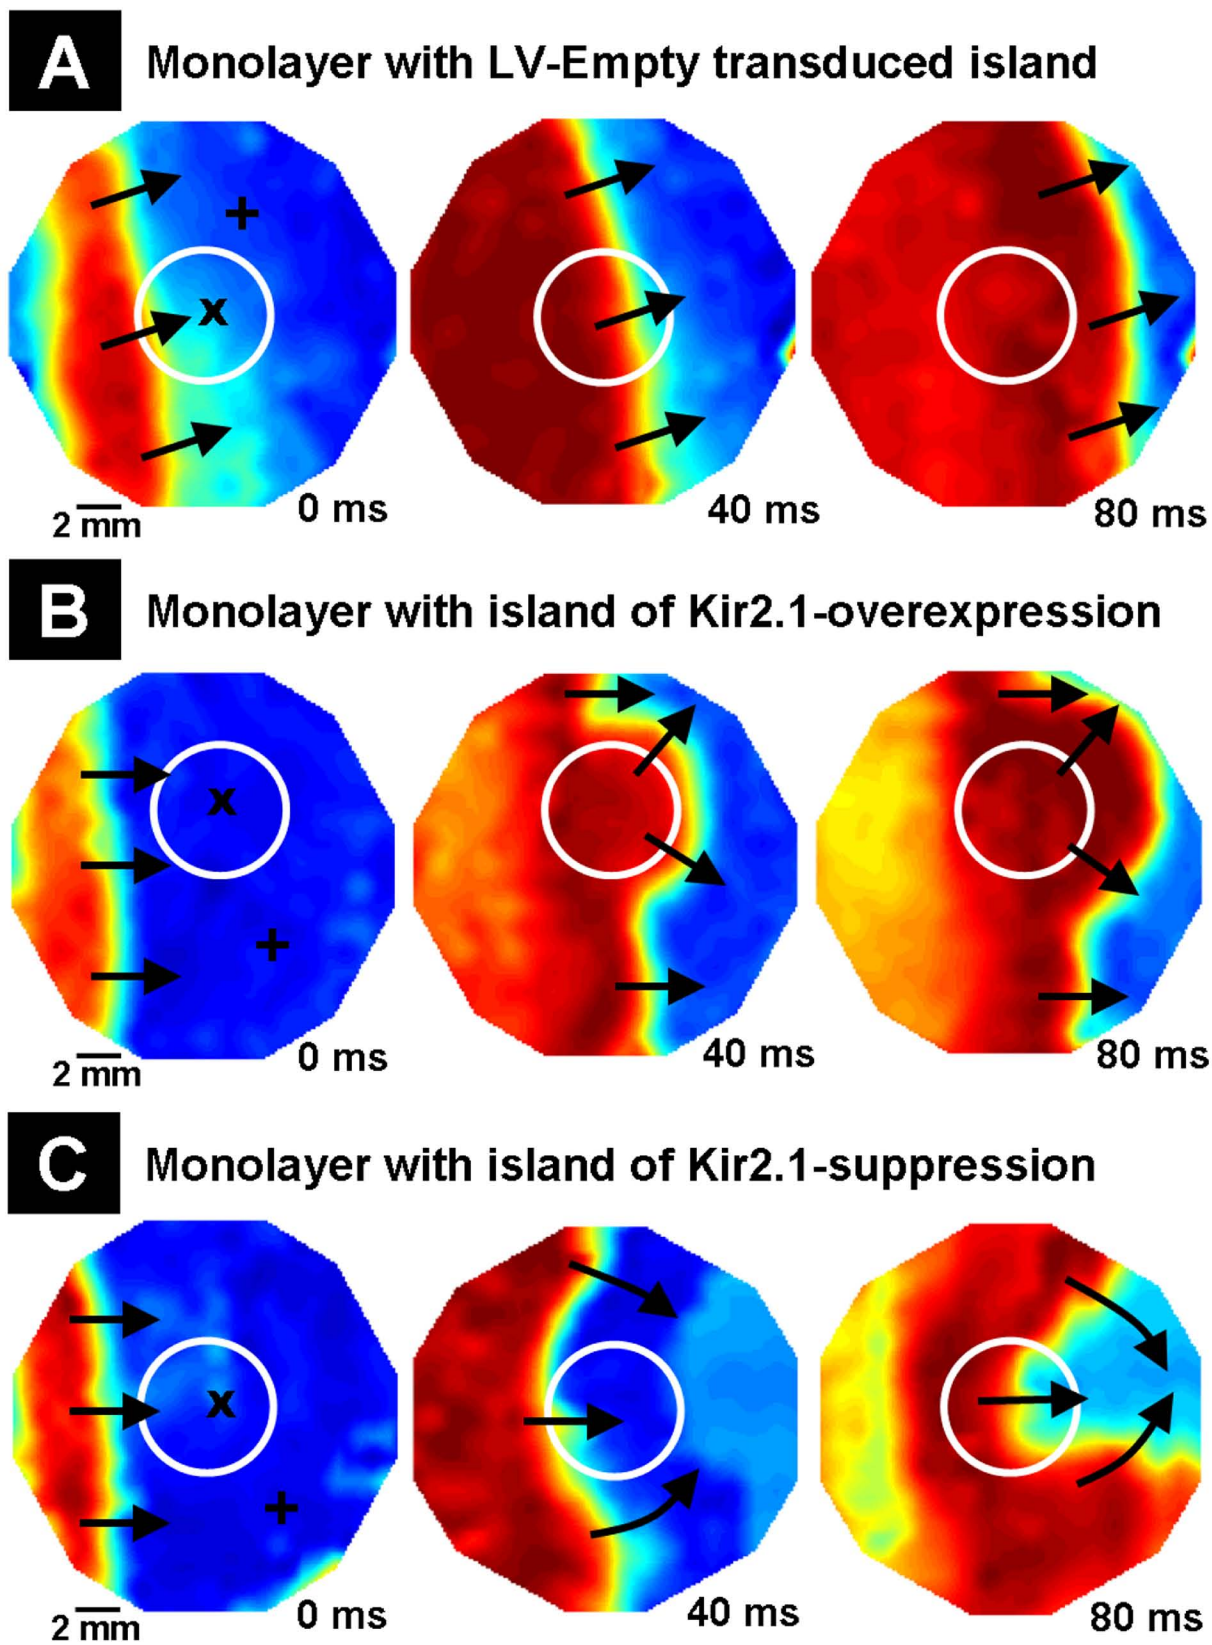 A Monolayer with LV-Empty transduced island
+
x
2 mm 0 ms 40 ms 80 ms
B Monolayer with island of Kir2.1-overexpression
x
+
2 mm 0 ms 40 ms 80 ms
C Monolayer with island of Kir2.1-suppression
x
+
2 mm 0 ms 40 ms 80 ms